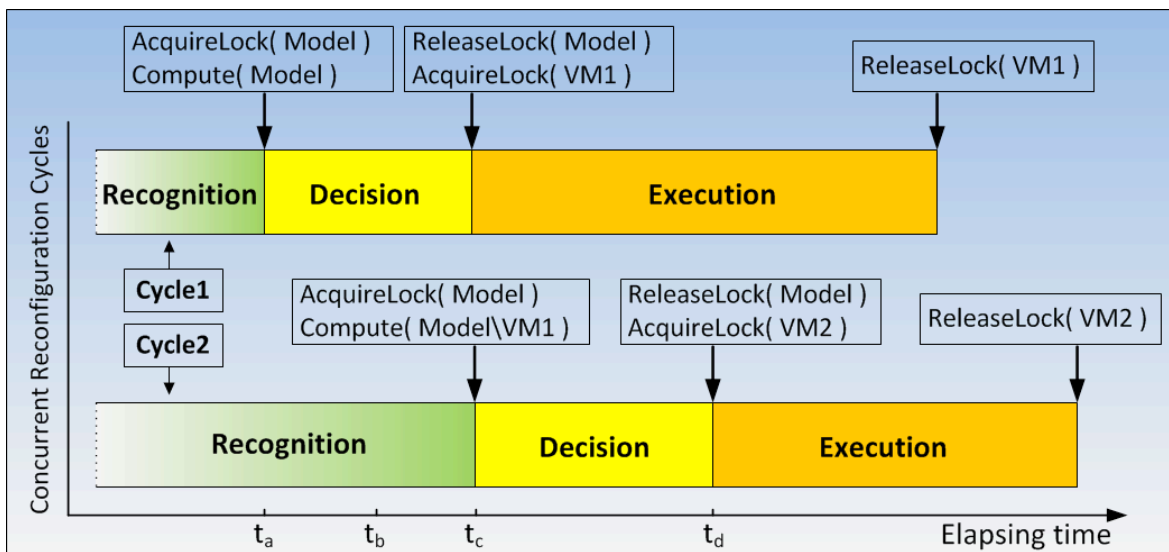 AcquireLock( Model )
Compute( Model )
ReleaseLock( Model )
AcquireLock( VM1 )
ReleaseLock( VM1 )
Recognition
Decision
Execution
Cycle1
Cycle2
AcquireLock( Model )
Compute( Model\VM1 )
ReleaseLock( Model )
AcquireLock( VM2 )
ReleaseLock( VM2 )
Recognition
Decision
Execution
Concurrent Reconfiguration Cycles
ta
tb
tc
td
Elapsing time